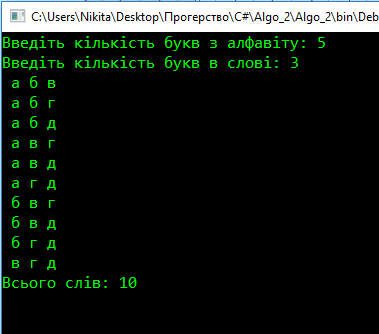 C:\Users\Nikita\Desktop\Прогерство\C#\Algo_2\Algo_2\bin\Deb
Введіть кількість букв з алфавіту: 5
Введіть кількість букв в слові: 3
а б в
а б г
а б д
а в г
а в д
а г д
б в г
б в д
б г д
в г д
Всього слів: 10